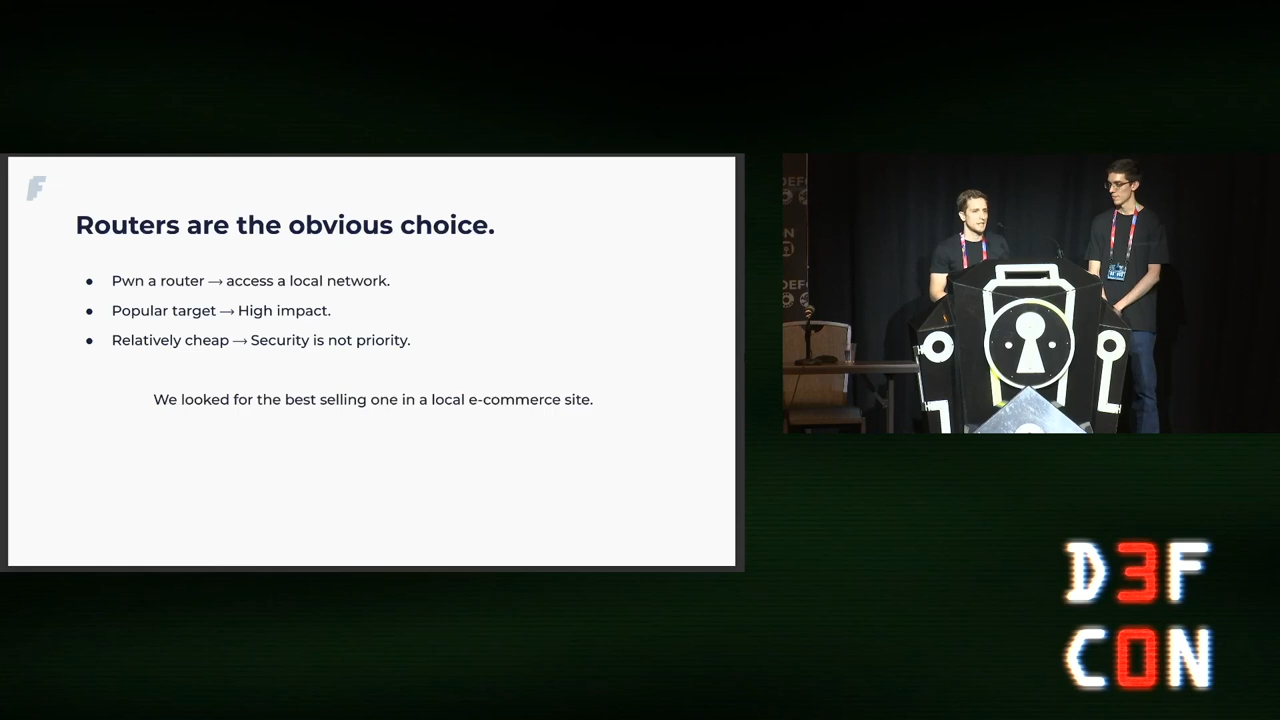 F
Routers are the obvious choice.
● Pwn a router → access a local network.
● Popular target → High impact.
● Relatively cheap → Security is not priority.
We looked for the best selling one in a local e-commerce site.
D3F
C0N